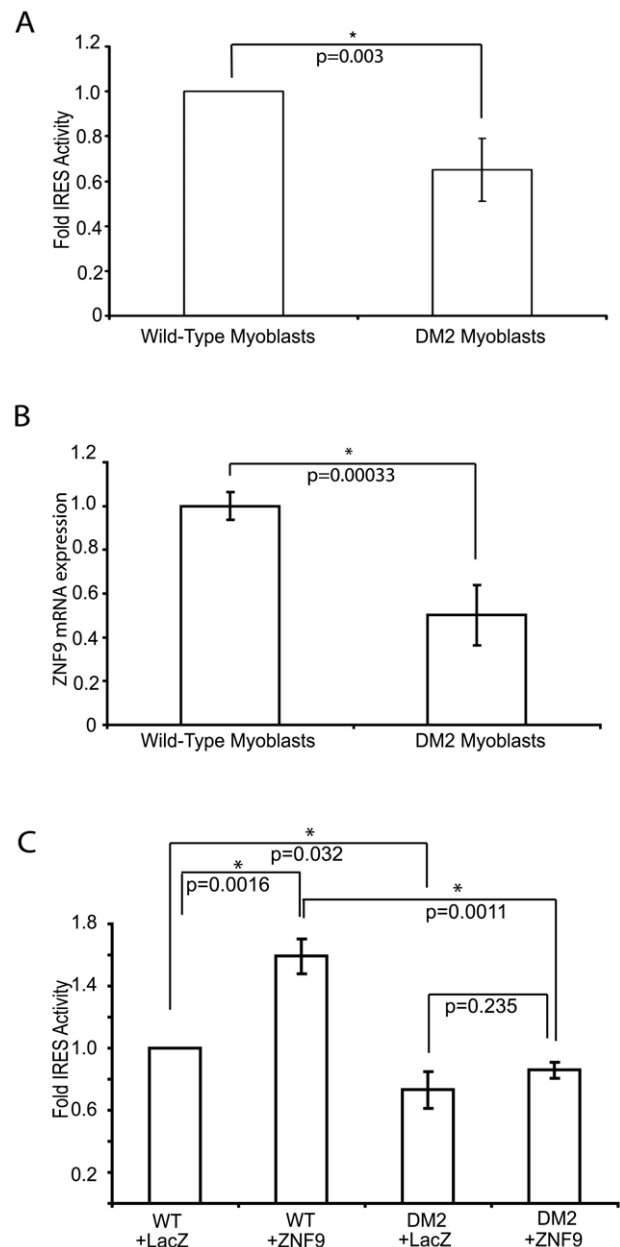 A
*
p=0.003
1.2
1.0
0.8
0.6
0.4
0.2
0
Fold IRES Activity
Wild-Type Myoblasts
DM2 Myoblasts
B
*
p=0.00033
1.2
1.0
0.8
0.6
0.4
0.2
0
ZNF9 mRNA expression
Wild-Type Myoblasts
DM2 Myoblasts
C
*
p=0.032
*
p=0.0016
*
p=0.0011
p=0.235
1.8
1.4
1.0
0.6
0.2
Fold IRES Activity
WT
+LacZ
WT
+ZNF9
DM2
+LacZ
DM2
+ZNF9